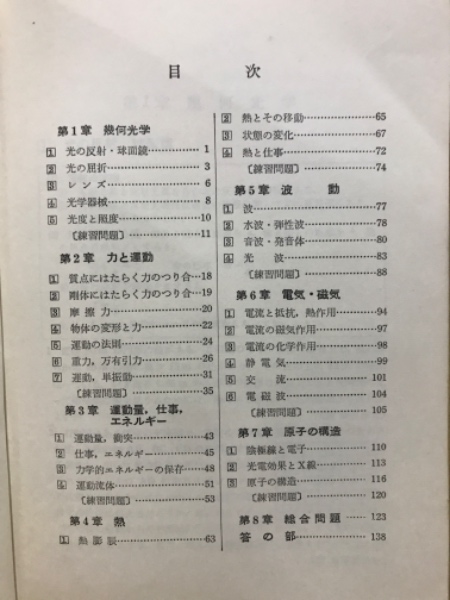 目　次
第1章　幾何光学
1 光の反射・球面鏡……………… 1
2 光の屈折……………… 3
3 レンズ……………… 6
4 光学器械……………… 8
5 光度と照度………………10
〔練習問題〕………………11
第2章　力と運動
1 質点にはたらく力のつり合…18
2 剛体にはたらく力のつり合…19
3 摩擦力………………20
4 物体の変形と力………………22
5 運動の法則………………24
6 重力，万有引力………………26
7 運動，単振動………………31
〔練習問題〕………………35
第3章　運動量，仕事，
エネルギー
1 運動量，衝突………………43
2 仕事，エネルギー………………45
3 力学的エネルギーの保存……48
4 運動流体………………51
〔練習問題〕………………53
第4章　熱
1 熱膨脹………………63
2 熱とその移動………………65
3 状態の変化………………67
4 熱と仕事………………72
〔練習問題〕………………74
第5章　波　動
1 波………………77
2 水波・弾性波………………78
3 音波・発音体………………80
4 光　波………………83
〔練習問題〕………………88
第6章　電気・磁気
1 電流と抵抗，熱作用………94
2 電流の磁気作用………………97
3 電流の化学作用………………98
4 静電気………………99
5 交　流………………101
6 電磁波………………104
〔練習問題〕………………105
第7章　原子の構造
1 陰極線と電子………………110
2 光電効果とX線………………113
3 原子の構造………………116
〔練習問題〕………………120
第8章　総合問題……123
答の部………………138